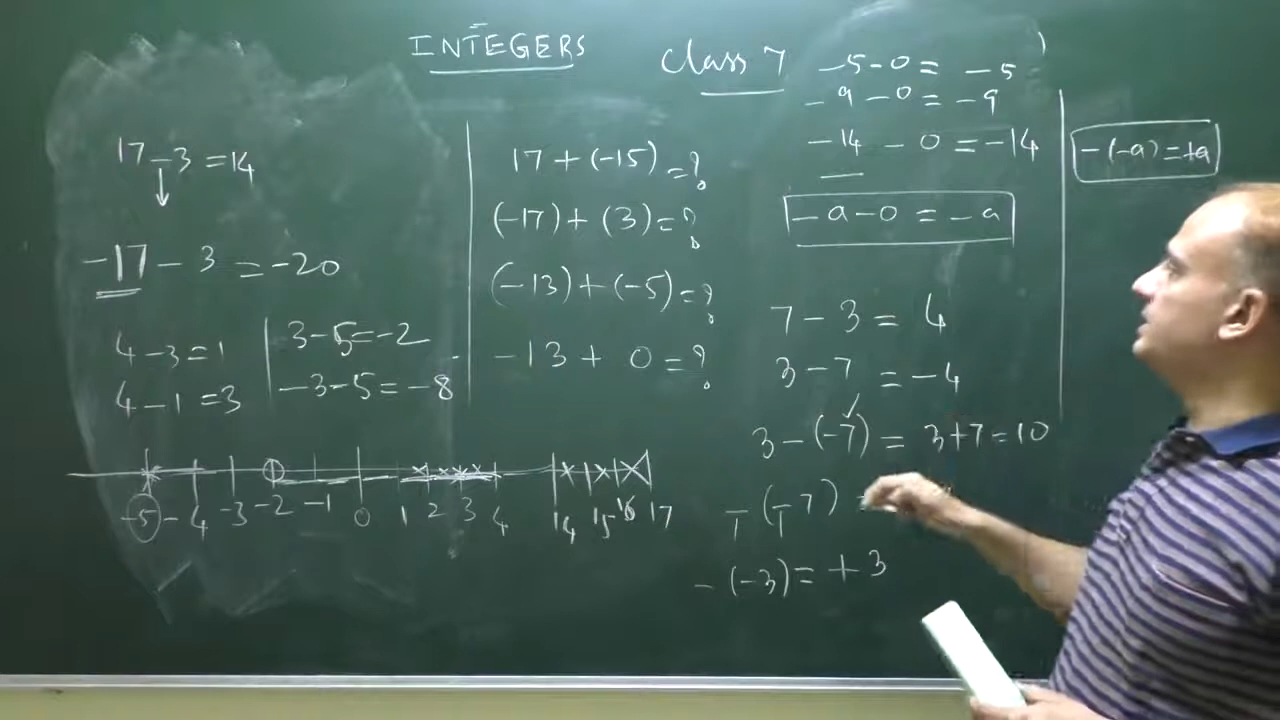 INTEGERS Class 7
17 - 3 = 14
-17 - 3 = -20
4 - 3 = 1
4 - 1 = 3
3 - 5 = -2
-3 - 5 = -8
-5 -4 -3 -2 -1 0 1 2 3 4 14 15 16 17
17 + (-15) = ?
(-17) + (3) = ?
(-13) + (-5) = ?
-13 + 0 = ?
-5 - 0 = -5
-9 - 0 = -9
-14 - 0 = -14
-a - 0 = -a
7 - 3 = 4
3 - 7 = -4
3 - (-7) = 3 + 7 = 10
- (-7) =
- (-3) = +3
-(-a) = +a